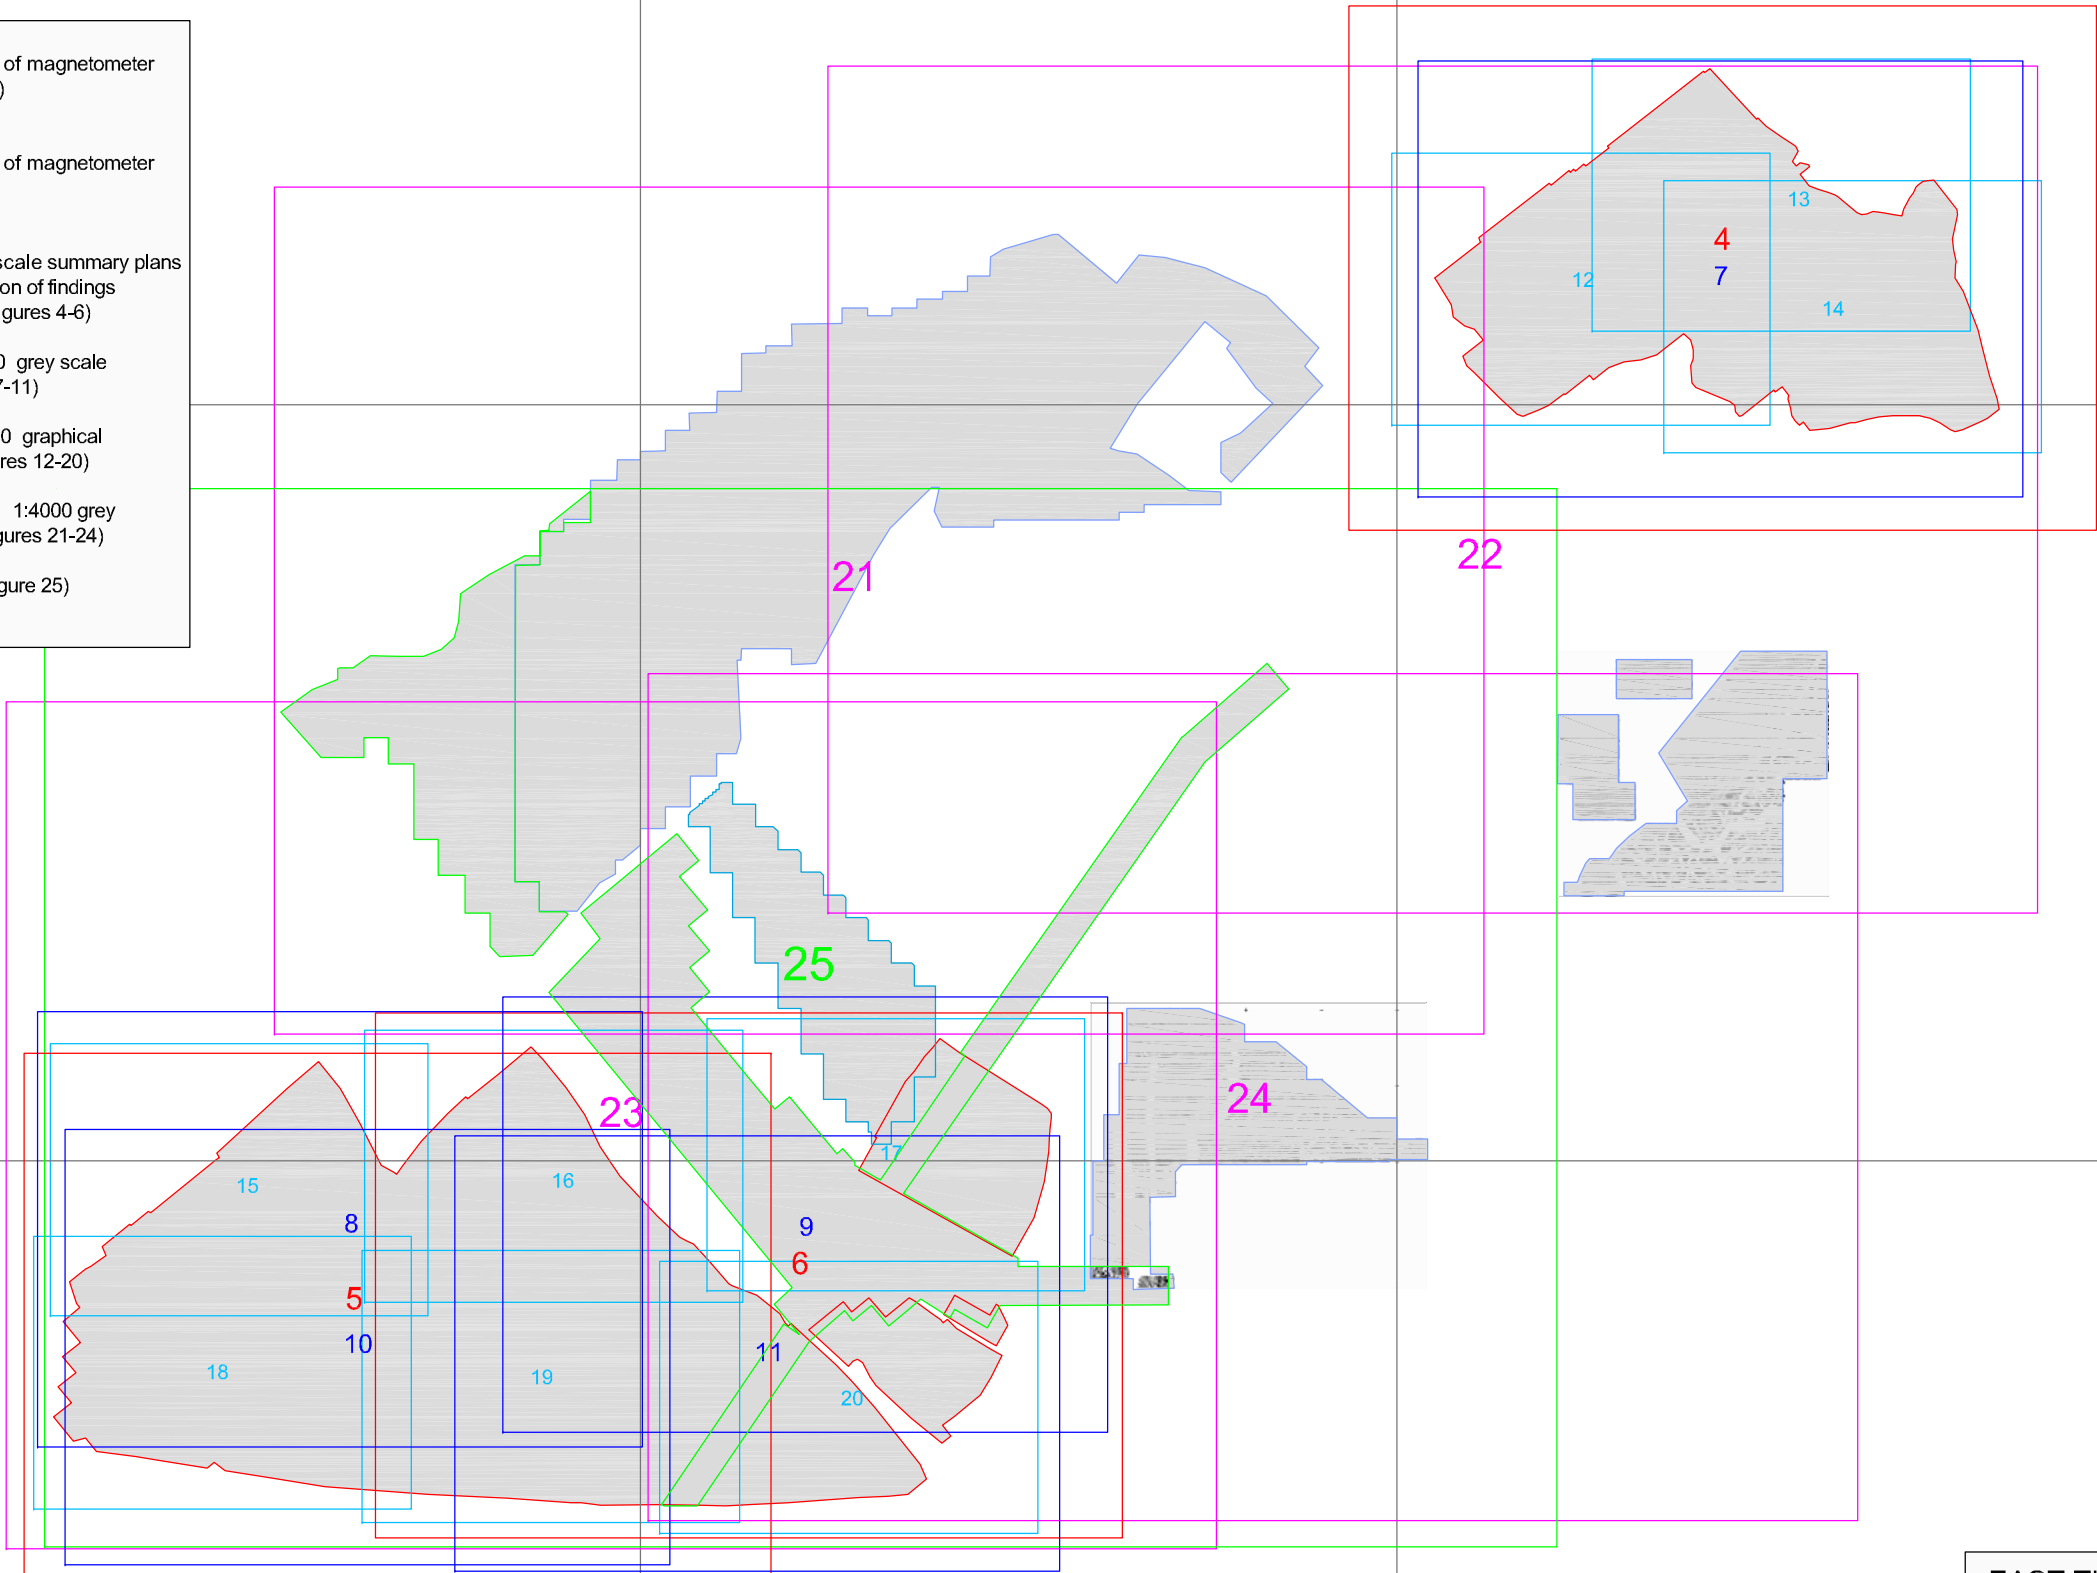 of magnetometer
)
of magnetometer
scale summary plans
on of findings
gures 4-6)
0 grey scale
7-11)
0 graphical
res 12-20)
1:4000 grey
gures 21-24)
gure 25)
13
4
12
7
14
22
21
25
23
24
17
15
16
8
9
6
5
10
11
18
19
20